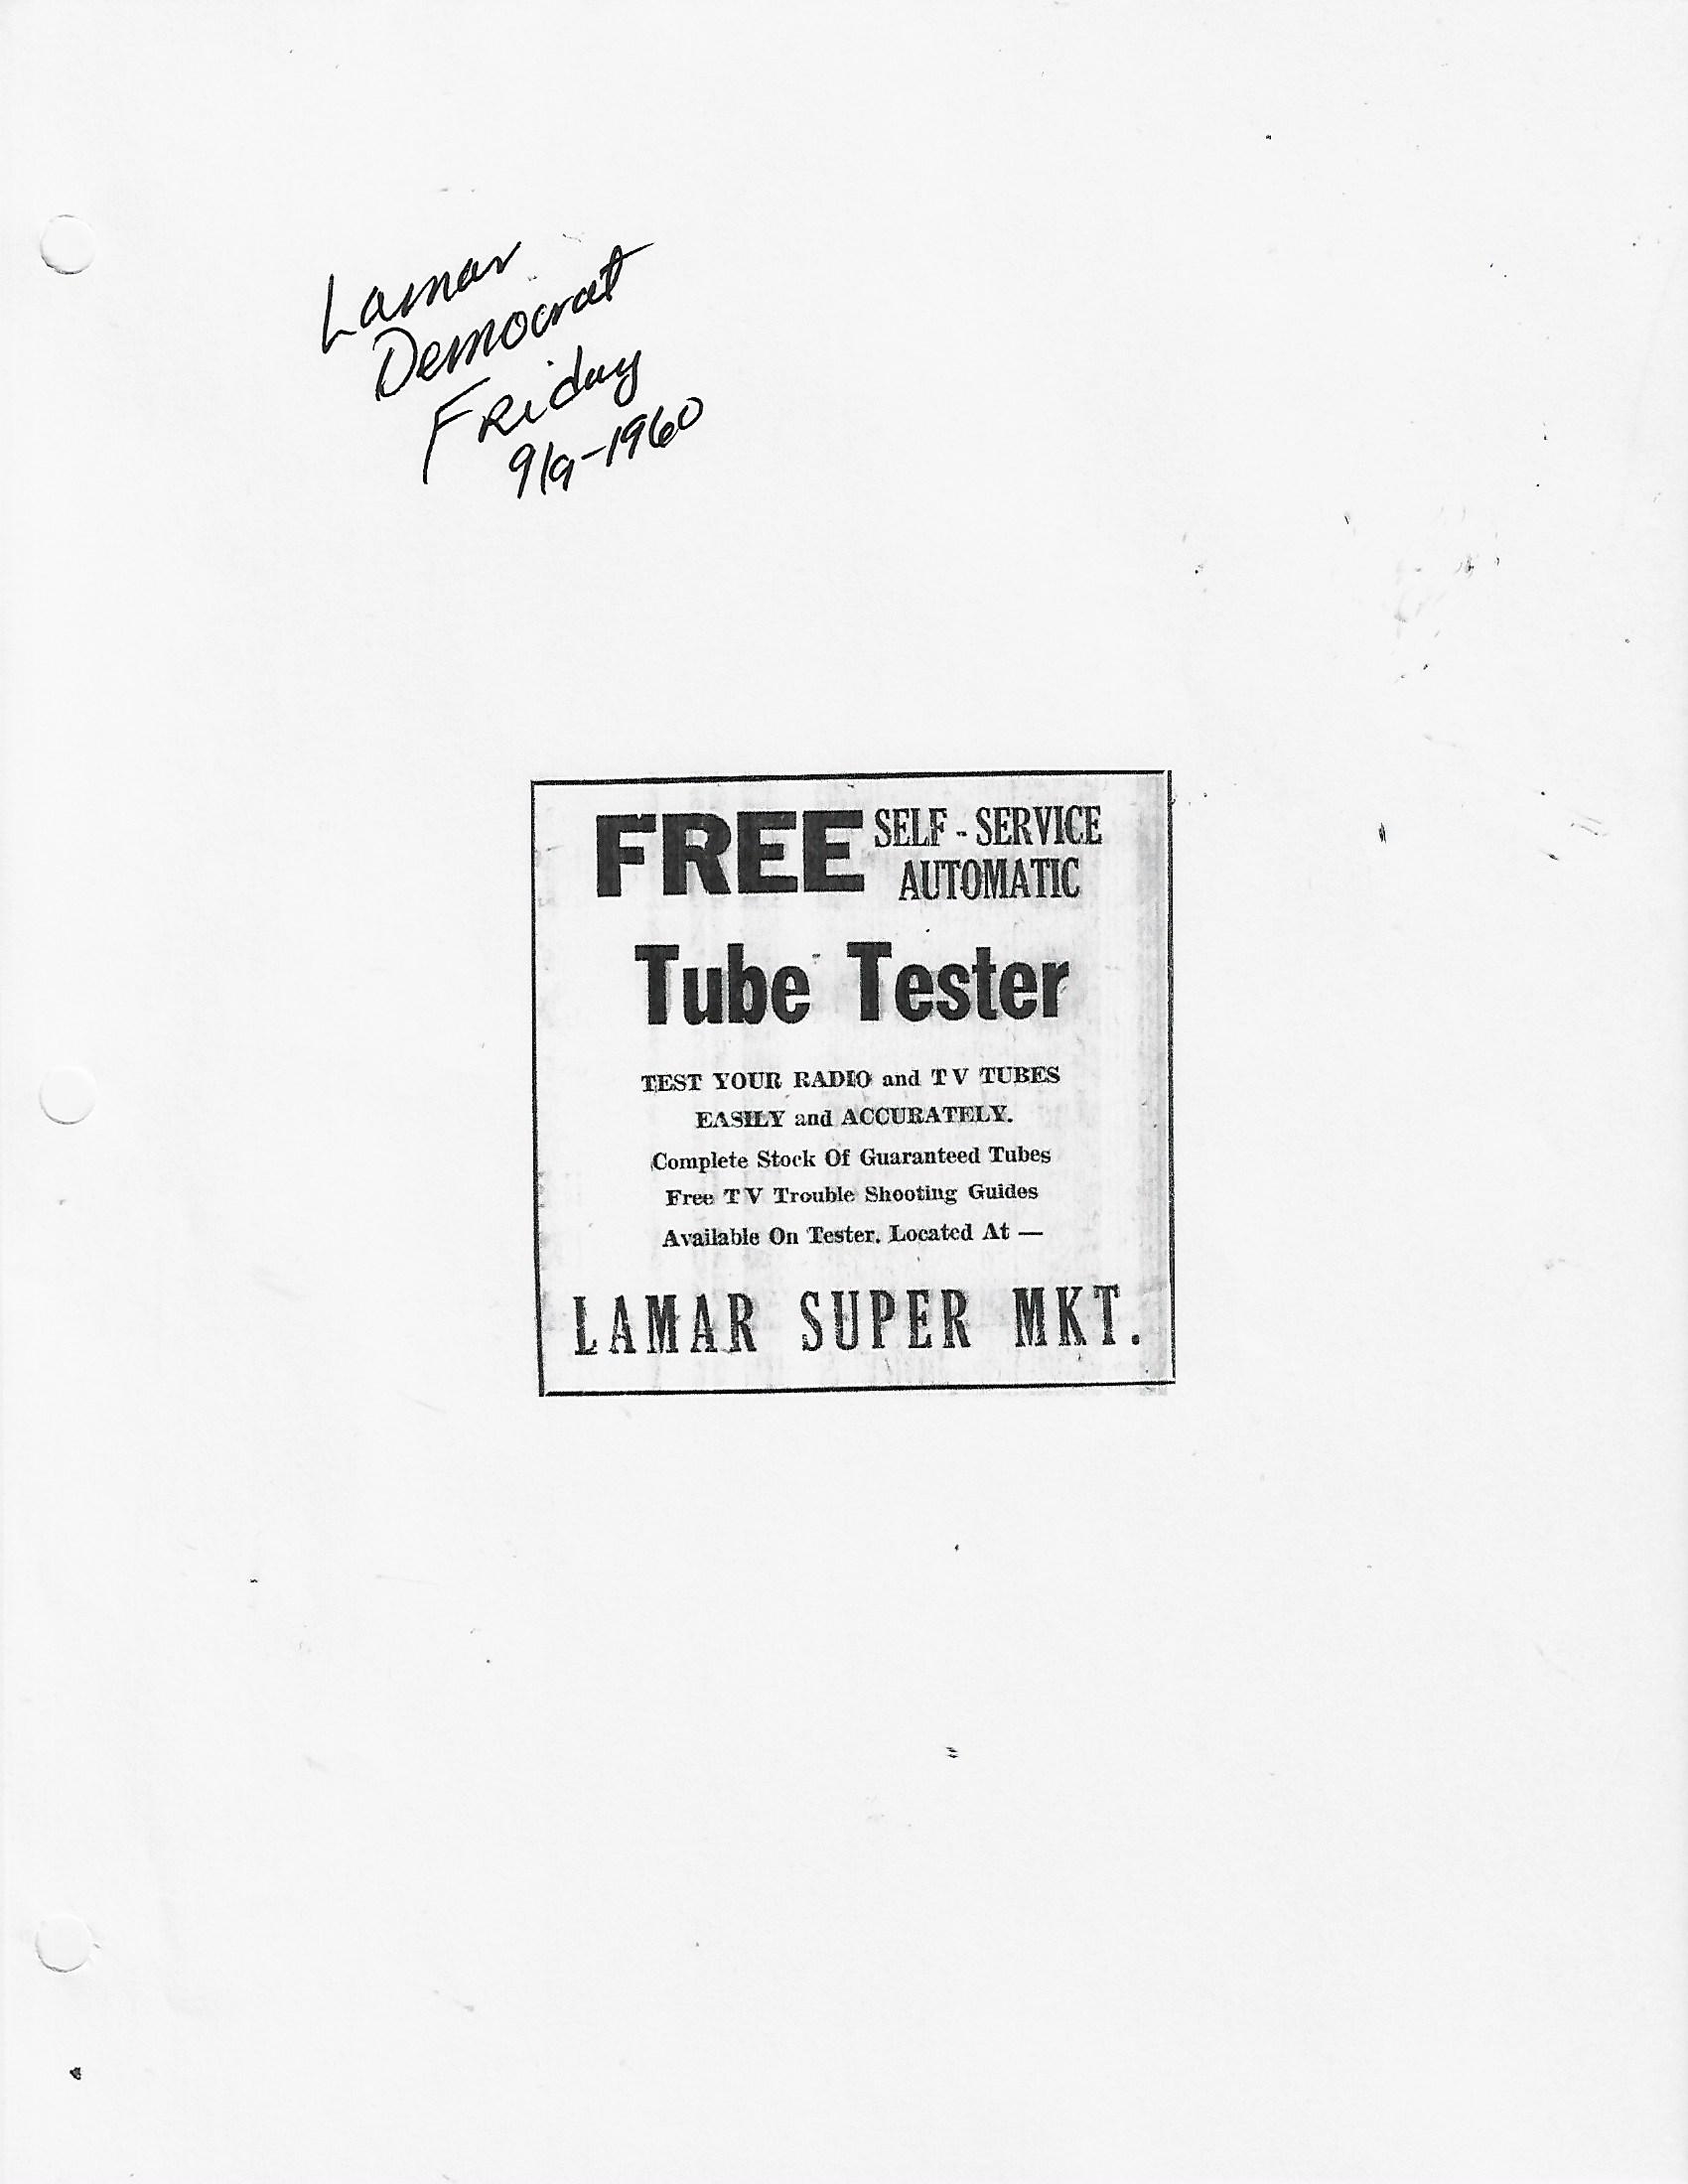 Lamar
Democrat
Friday
9/9-1960
FREE SELF - SERVICE
AUTOMATIC
Tube Tester
TEST YOUR RADIO and TV TUBES
EASILY and ACCURATELY.
Complete Stock Of Guaranteed Tubes
Free TV Trouble Shooting Guides
Available On Tester. Located At —
LAMAR SUPER MKT.